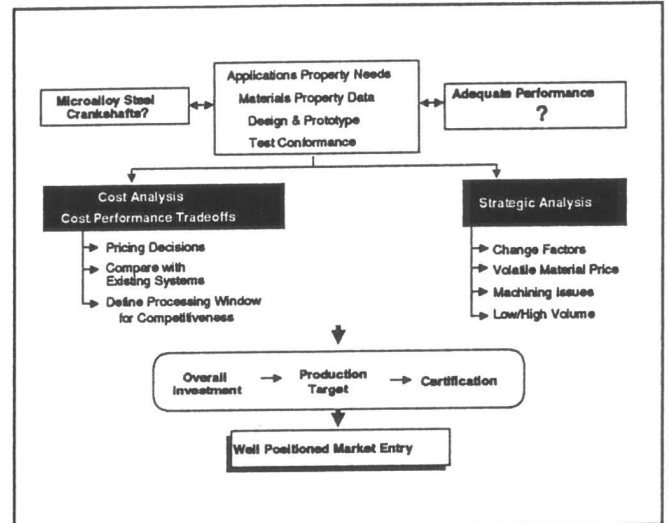 Applications Property Needs
Materials Property Data
Design & Prototype
Test Conformance
Microalloy Steel
Crankshafts?
Adequate Performance
?
Cost Analysis
Cost Performance Tradeoffs
Pricing Decisions
Compare with
Existing Systems
Define Processing Window
for Competitiveness
Strategic Analysis
Change Factors
Volatile Material Price
Machining Issues
Low/High Volume
Overall
Investment
Production
Target
Certification
Well Positioned Market Entry